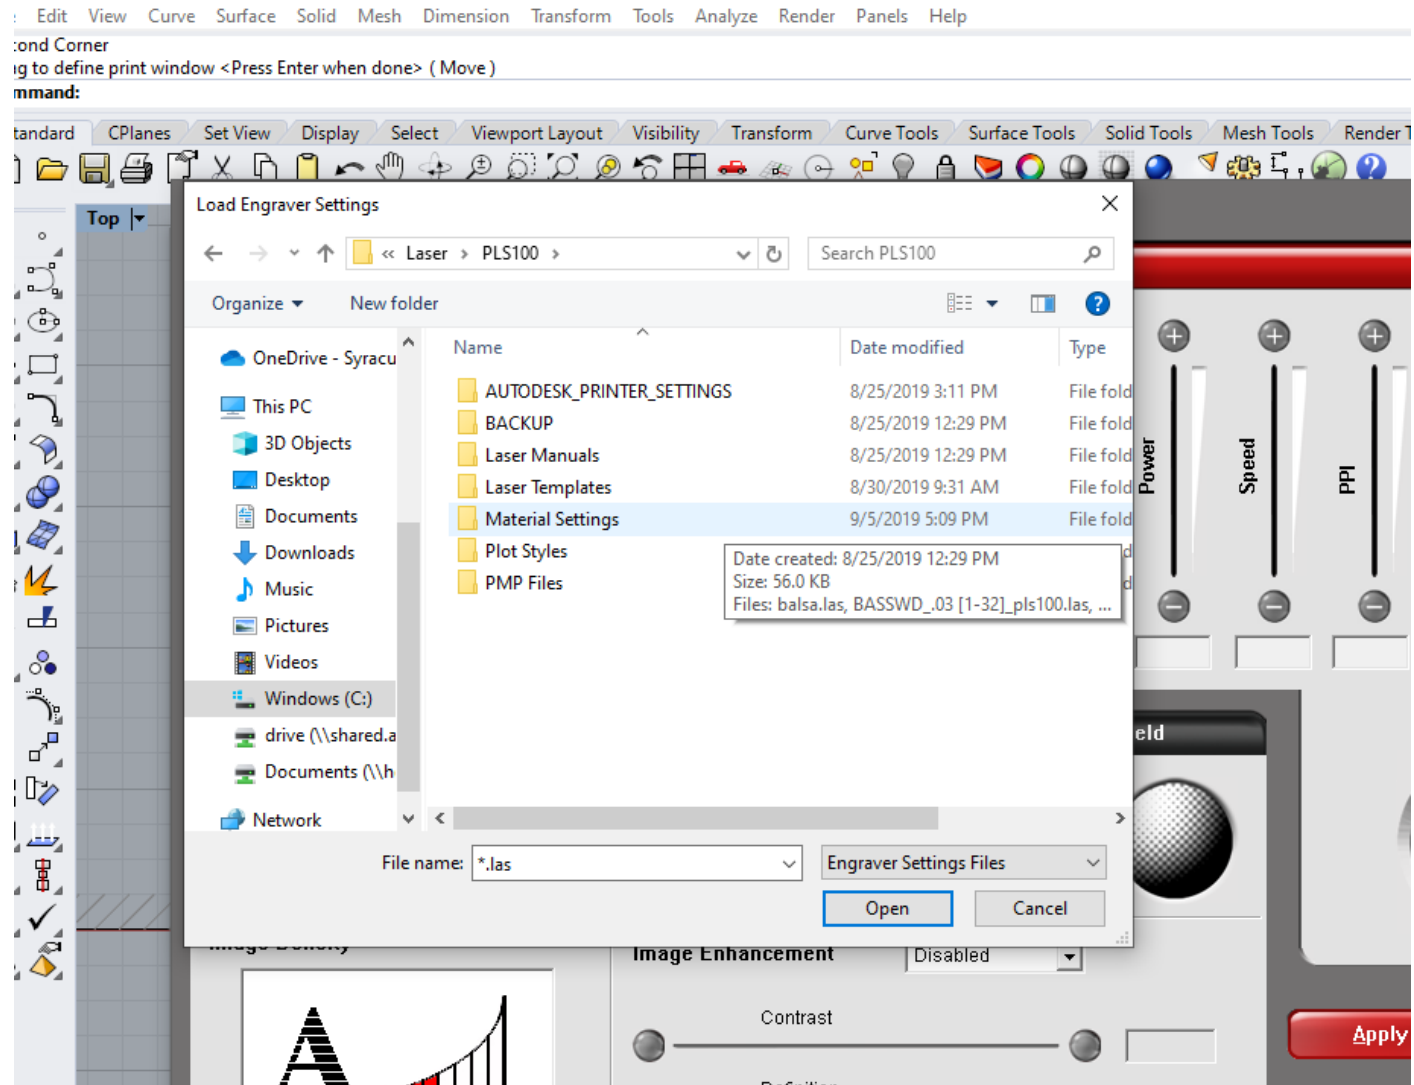 Edit View Curve Surface Solid Mesh Dimension Transform Tools Analyze Render Panels Help
cond Corner
ng to define print window <Press Enter when done> ( Move )
mmand:
tandard CPlanes Set View Display Select Viewport Layout Visibility Transform Curve Tools Surface Tools Solid Tools Mesh Tools Render T
Top
Load Engraver Settings
« Laser > PLS100 >
Search PLS100
Organize
New folder
OneDrive - Syracu
This PC
3D Objects
Desktop
Documents
Downloads
Music
Pictures
Videos
Windows (C:)
drive (\\shared.a
Documents (\\h
Network
Name Date modified Type
AUTODESK_PRINTER_SETTINGS 8/25/2019 3:11 PM File fold
BACKUP 8/25/2019 12:29 PM File fold
Laser Manuals 8/25/2019 12:29 PM File fold
Laser Templates 8/30/2019 9:31 AM File fold
Material Settings 9/5/2019 5:09 PM File fold
Plot Styles d
PMP Files d
Date created: 8/25/2019 12:29 PM
Size: 56.0 KB
Files: balsa.las, BASSWD_.03 [1-32]_pls100.las, ...
File name: *.las
Engraver Settings Files
Open Cancel
Power
Speed
PPI
eld
Image Density
Image Enhancement Disabled
Contrast
Definition
A
Apply